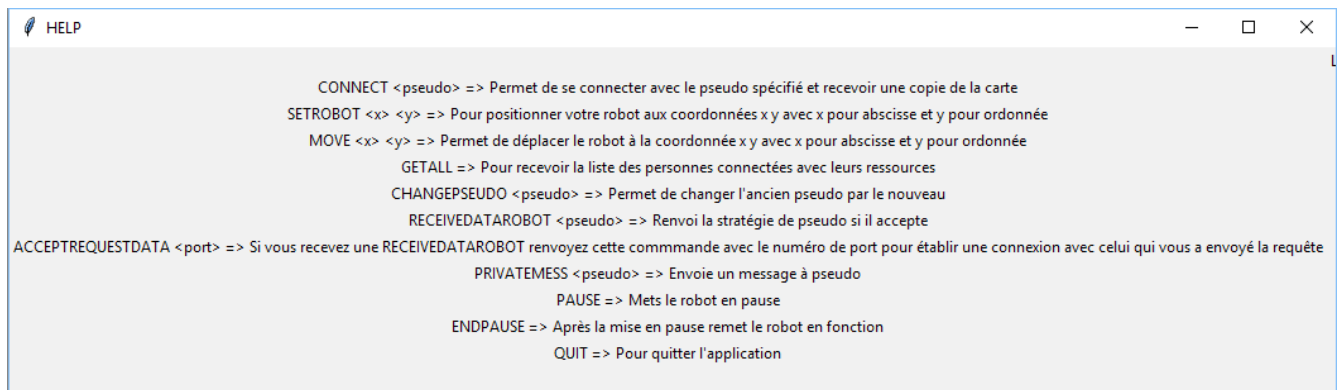 HELP
L
CONNECT <pseudo> => Permet de se connecter avec le pseudo spécifié et recevoir une copie de la carte
SETROBOT <x> <y> => Pour positionner votre robot aux coordonnées x y avec x pour abscisse et y pour ordonnée
MOVE <x> <y> => Permet de déplacer le robot à la coordonnée x y avec x pour abscisse et y pour ordonnée
GETALL => Pour recevoir la liste des personnes connectées avec leurs ressources
CHANGEPSEUDO <pseudo> => Permet de changer l'ancien pseudo par le nouveau
RECEIVEDATAROBOT <pseudo> => Renvoi la stratégie de pseudo si il accepte
ACCEPTREQUESTDATA <port> => Si vous recevez une RECEIVEDATAROBOT renvoyez cette commmande avec le numéro de port pour établir une connexion avec celui qui vous a envoyé la requête
PRIVATEMESS <pseudo> => Envoie un message à pseudo
PAUSE => Mets le robot en pause
ENDPAUSE => Après la mise en pause remet le robot en fonction
QUIT => Pour quitter l'application